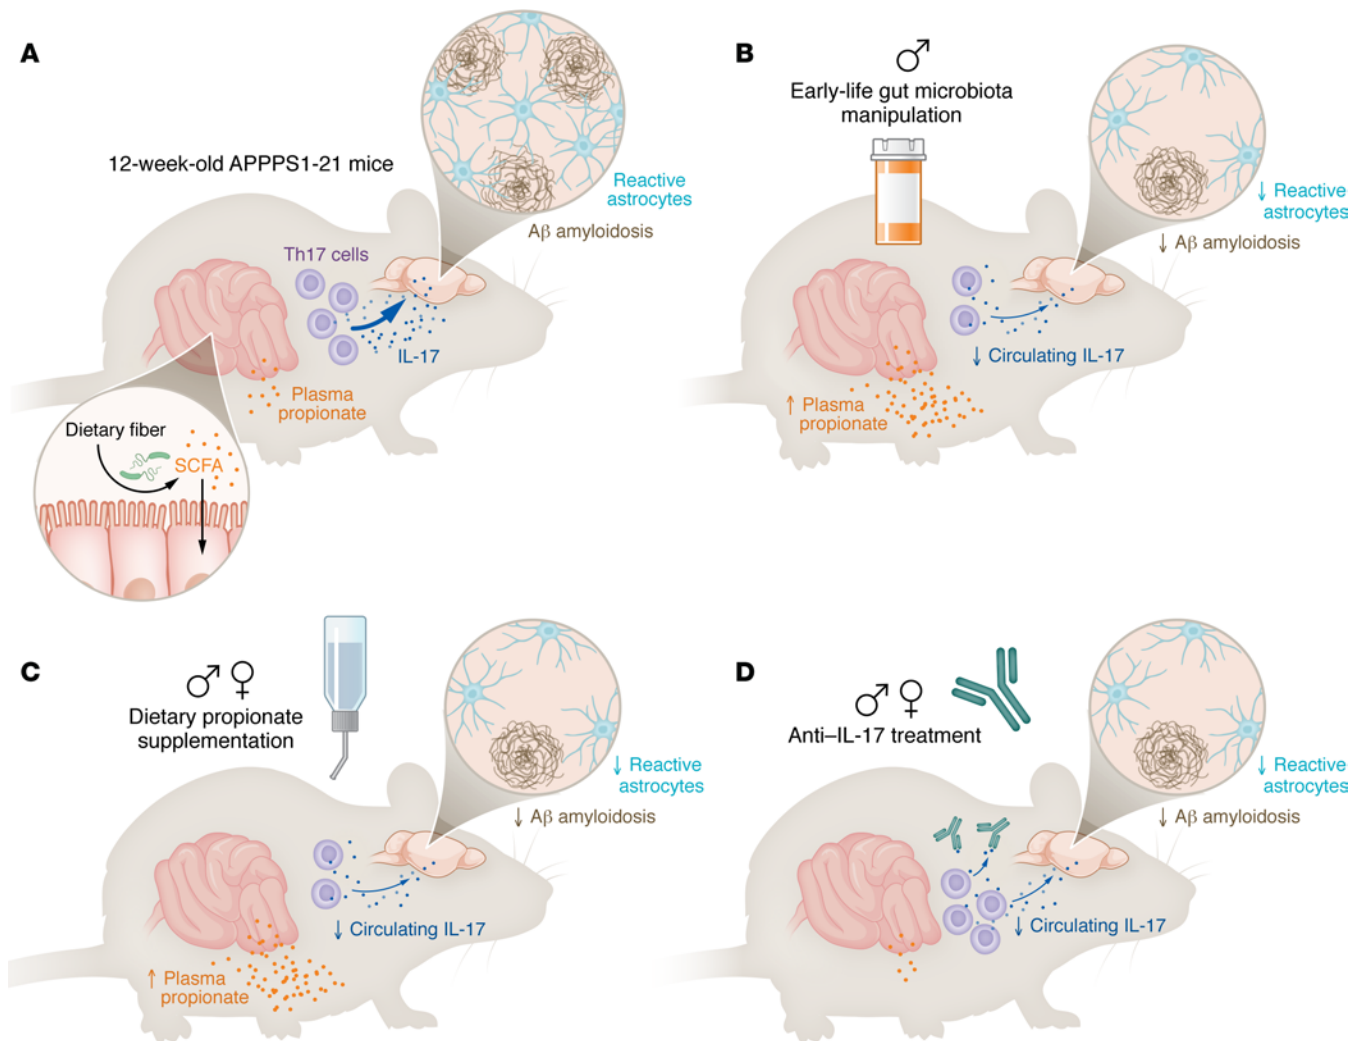 A
12-week-old APPPS1-21 mice
Reactive
astrocytes
Aβ amyloidosis
Th17 cells
IL-17
Plasma
propionate
Dietary fiber
SCFA
B
♂
Early-life gut microbiota
manipulation
↓ Reactive
astrocytes
↓ Aβ amyloidosis
↓ Circulating IL-17
↑ Plasma
propionate
C
♂ ♀
Dietary propionate
supplementation
↓ Reactive
astrocytes
↓ Aβ amyloidosis
↓ Circulating IL-17
↑ Plasma
propionate
D
♂ ♀
Anti–IL-17 treatment
↓ Reactive
astrocytes
↓ Aβ amyloidosis
↓ Circulating IL-17